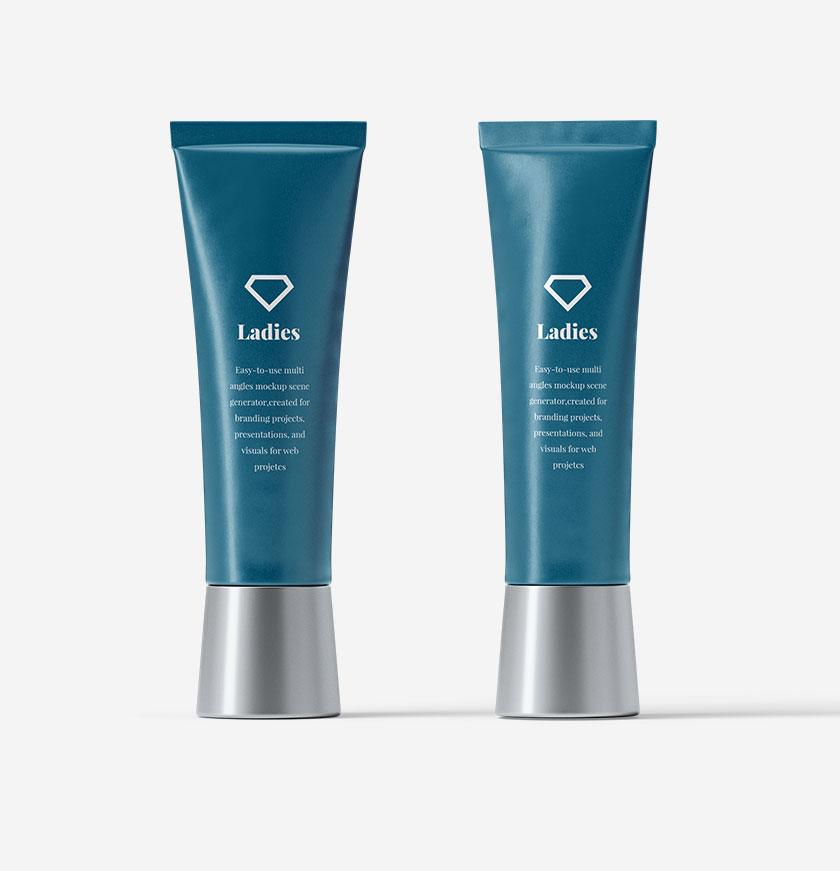 Ladies
Easy-to-use multi
angles mockup scene
generator,created for
branding projects,
presentations, and
visuals for web
projetcs
Ladies
Easy-to-use multi
angles mockup scene
generator,created for
branding projects,
presentations, and
visuals for web
projetcs